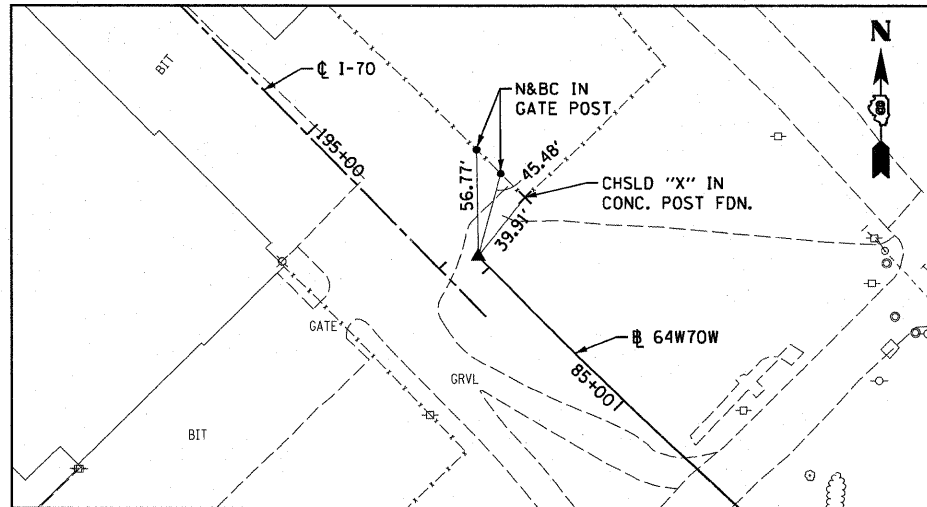 N
BIT
℄ I-70
N&BC IN
GATE POST
195+00
56.77'
45.48'
39.91'
CHSLD "X" IN
CONC. POST FDN.
GATE
GRVL
BIT
℄ 64W70W
85+00